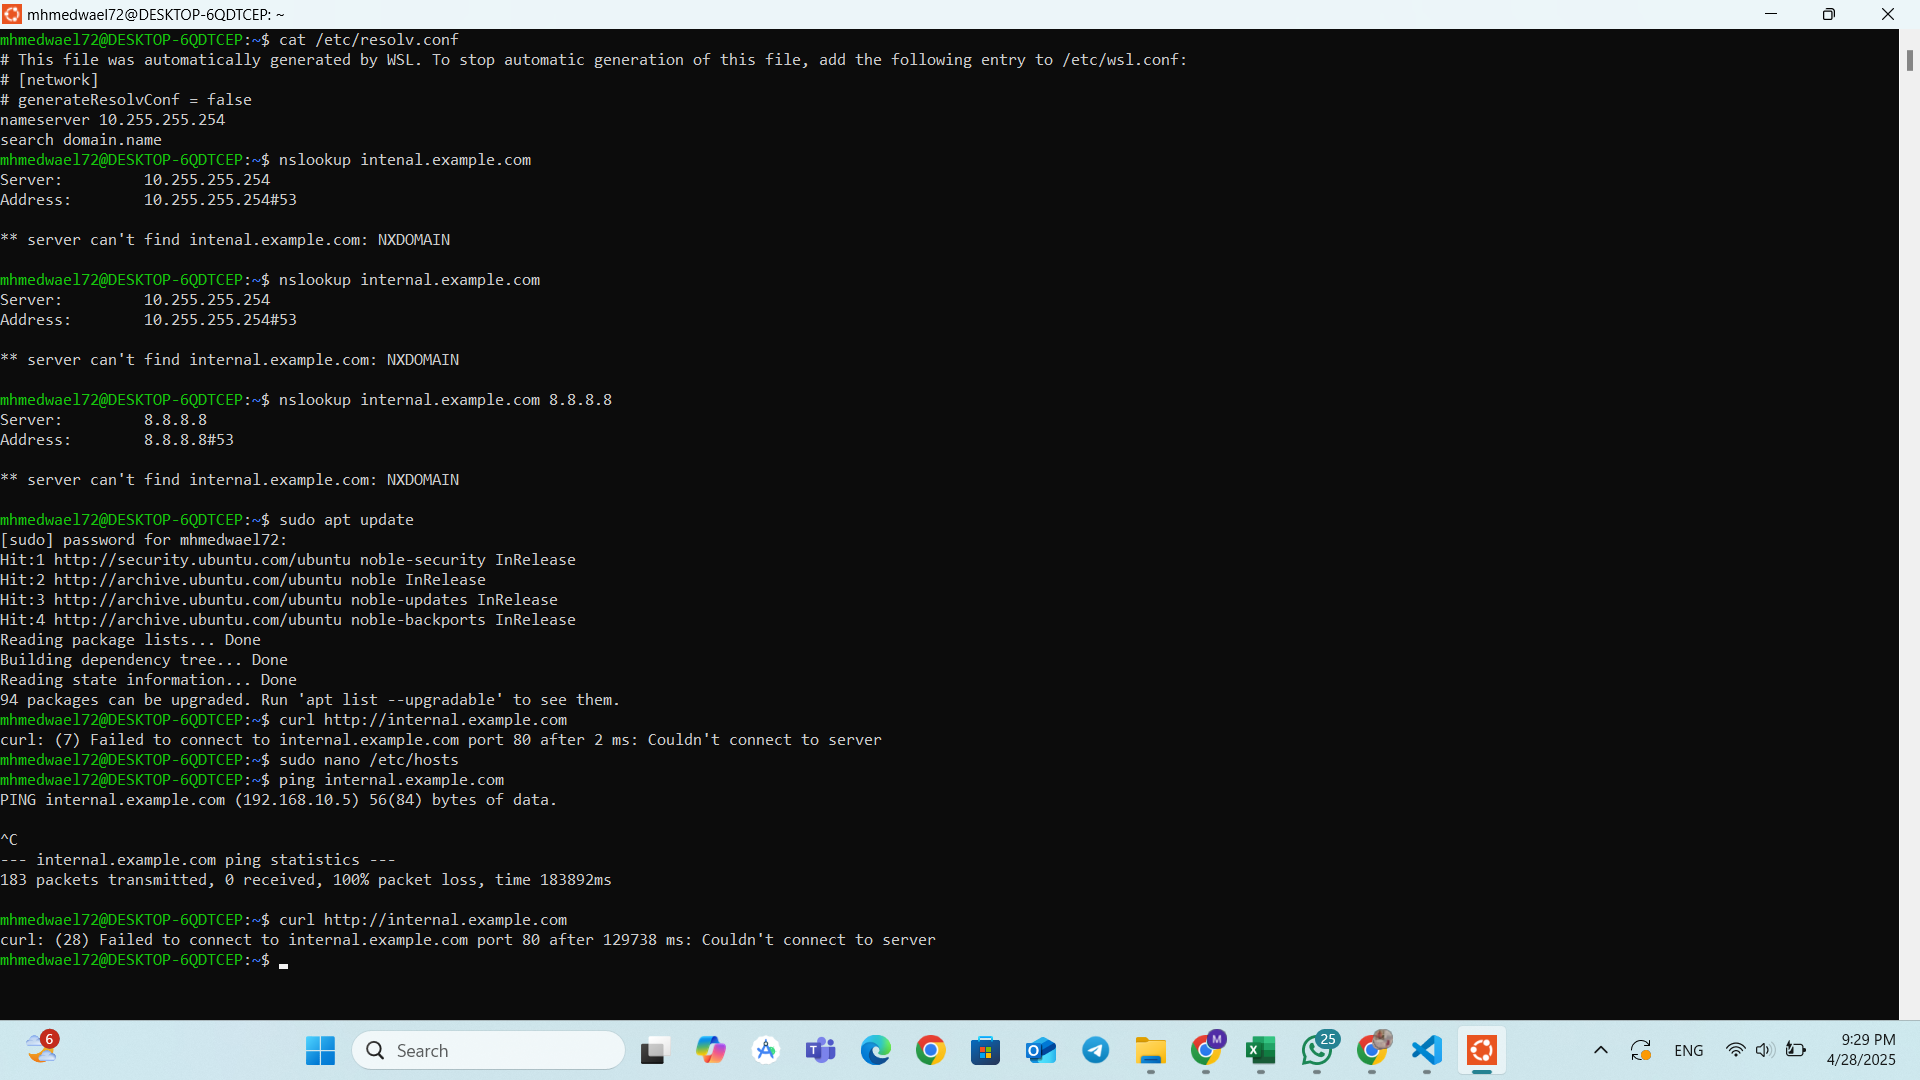 mhmedwael72@DESKTOP-6QDTCEP: ~
mhmedwael72@DESKTOP-6QDTCEP:~$ cat /etc/resolv.conf
# This file was automatically generated by WSL. To stop automatic generation of this file, add the following entry to /etc/wsl.conf:
# [network]
# generateResolvConf = false
nameserver 10.255.255.254
search domain.name
mhmedwael72@DESKTOP-6QDTCEP:~$ nslookup intenal.example.com
Server:         10.255.255.254
Address:        10.255.255.254#53

** server can't find intenal.example.com: NXDOMAIN

mhmedwael72@DESKTOP-6QDTCEP:~$ nslookup internal.example.com
Server:         10.255.255.254
Address:        10.255.255.254#53

** server can't find internal.example.com: NXDOMAIN

mhmedwael72@DESKTOP-6QDTCEP:~$ nslookup internal.example.com 8.8.8.8
Server:         8.8.8.8
Address:        8.8.8.8#53

** server can't find internal.example.com: NXDOMAIN

mhmedwael72@DESKTOP-6QDTCEP:~$ sudo apt update
[sudo] password for mhmedwael72:
Hit:1 http://security.ubuntu.com/ubuntu noble-security InRelease
Hit:2 http://archive.ubuntu.com/ubuntu noble InRelease
Hit:3 http://archive.ubuntu.com/ubuntu noble-updates InRelease
Hit:4 http://archive.ubuntu.com/ubuntu noble-backports InRelease
Reading package lists... Done
Building dependency tree... Done
Reading state information... Done
94 packages can be upgraded. Run 'apt list --upgradable' to see them.
mhmedwael72@DESKTOP-6QDTCEP:~$ curl http://internal.example.com
curl: (7) Failed to connect to internal.example.com port 80 after 2 ms: Couldn't connect to server
mhmedwael72@DESKTOP-6QDTCEP:~$ sudo nano /etc/hosts
mhmedwael72@DESKTOP-6QDTCEP:~$ ping internal.example.com
PING internal.example.com (192.168.10.5) 56(84) bytes of data.

^C
--- internal.example.com ping statistics ---
183 packets transmitted, 0 received, 100% packet loss, time 183892ms

mhmedwael72@DESKTOP-6QDTCEP:~$ curl http://internal.example.com
curl: (28) Failed to connect to internal.example.com port 80 after 129738 ms: Couldn't connect to server
mhmedwael72@DESKTOP-6QDTCEP:~$
6
Search
M
25
ENG
9:29 PM
4/28/2025